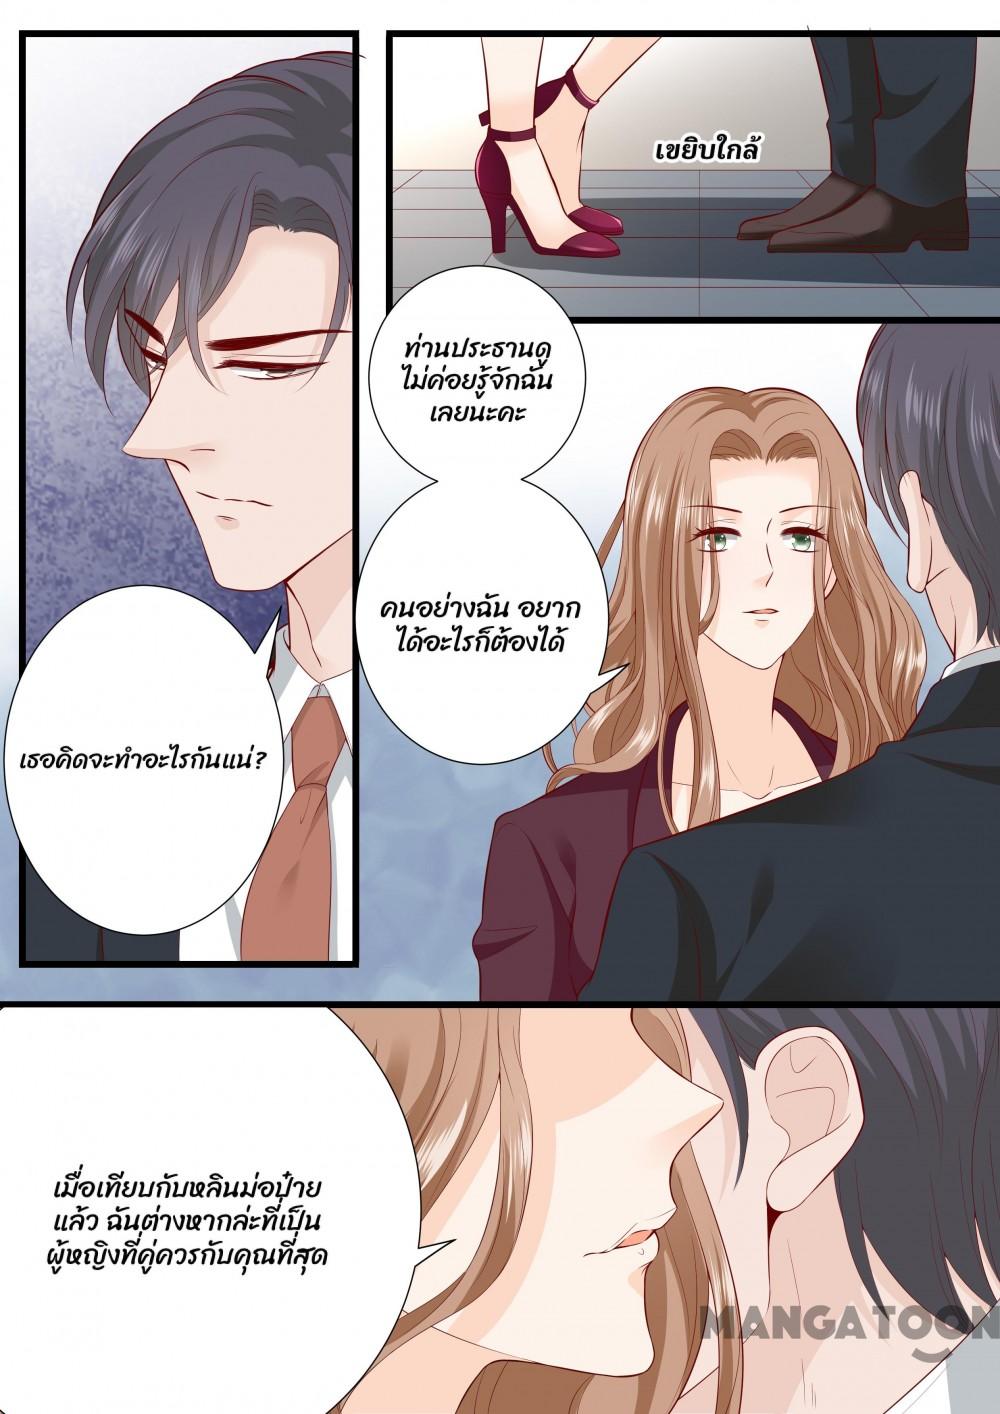 เขยิบใกล้
ท่านประธานดู
ไม่ค่อยรู้จักฉัน
เลยนะคะ
คนอย่างฉัน อยาก
ได้อะไรก็ต้องได้
เธอคิดจะทำอะไรกันแน่?
เมื่อเทียบกับหลินม่อป๋าย
แล้ว ฉันต่างหากล่ะที่เป็น
ผู้หญิงที่คู่ควรกับคุณที่สุด
MANGATOON